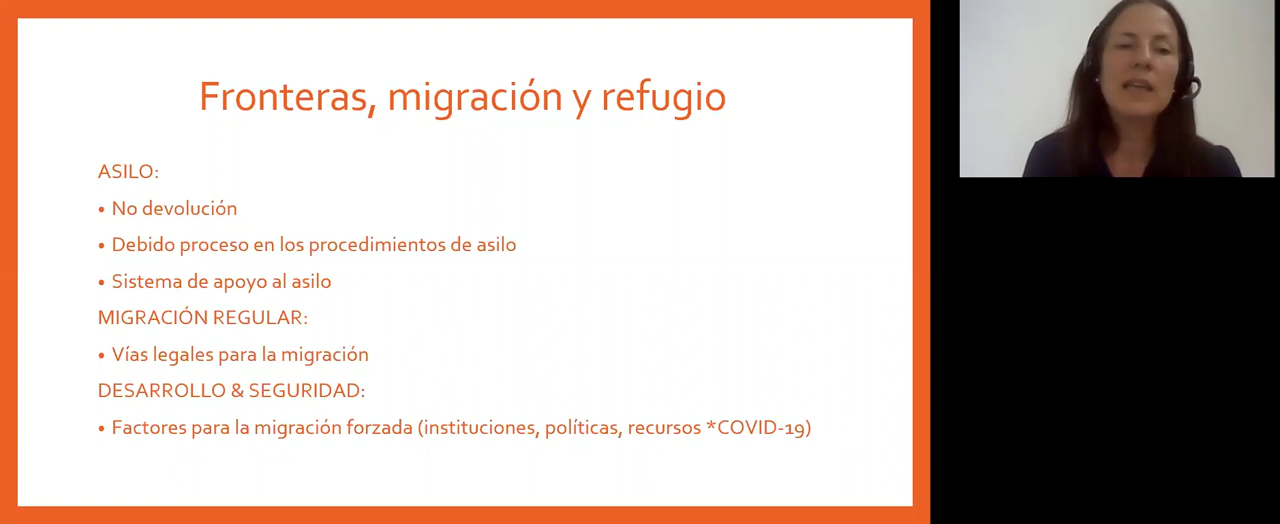 Fronteras, migración y refugio
ASILO:
• No devolución
• Debido proceso en los procedimientos de asilo
• Sistema de apoyo al asilo
MIGRACIÓN REGULAR:
• Vías legales para la migración
DESARROLLO & SEGURIDAD:
• Factores para la migración forzada (instituciones, políticas, recursos *COVID-19)